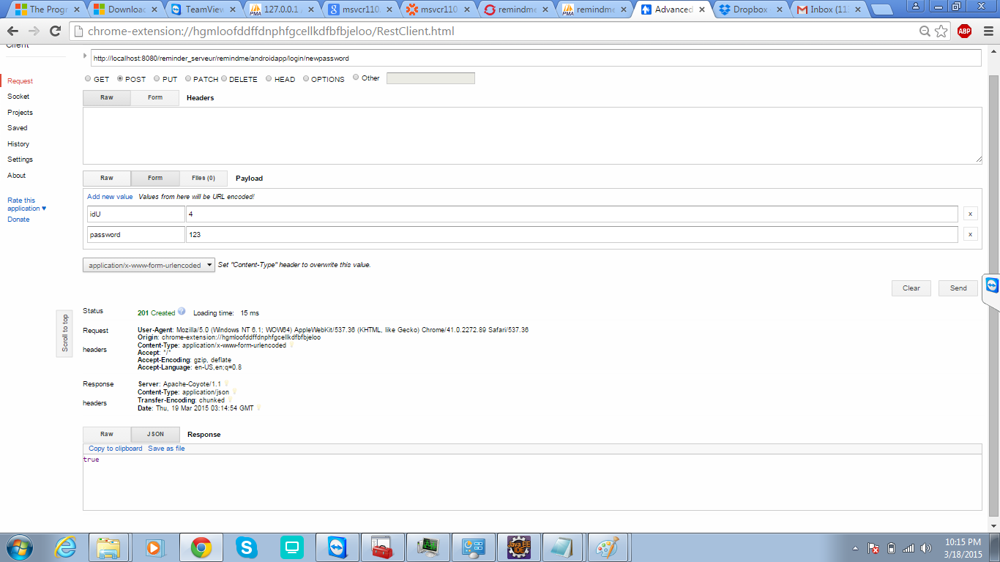 The Progr
Downloa
TeamView
127.0.0.1
msvcr110.
msvcr110
remindme
remindme
Advanced
Dropbox
Inbox (11
chrome-extension://hgmloofddffdnphfgcellkdfbfbjeloo/RestClient.html
ABP
Client
http://localhost:8080/reminder_serveur/remindme/androidapp/login/newpassword
GET POST PUT PATCH DELETE HEAD OPTIONS Other
Request
Socket
Projects
Saved
History
Settings
About
Rate this
application ♥
Donate
Raw Form Headers
Raw Form Files (0) Payload
Add new value Values from here will be URL encoded!
idU 4 x
password 123 x
application/x-www-form-urlencoded Set "Content-Type" header to overwrite this value.
Clear Send
Scroll to top
Status 201 Created Loading time: 15 ms
Request
headers
User-Agent: Mozilla/5.0 (Windows NT 6.1; WOW64) AppleWebKit/537.36 (KHTML, like Gecko) Chrome/41.0.2272.89 Safari/537.36
Origin: chrome-extension://hgmloofddffdnphfgcellkdfbfbjeloo
Content-Type: application/x-www-form-urlencoded
Accept: */*
Accept-Encoding: gzip, deflate
Accept-Language: en-US,en;q=0.8
Response
headers
Server: Apache-Coyote/1.1
Content-Type: application/json
Transfer-Encoding: chunked
Date: Thu, 19 Mar 2015 03:14:54 GMT
Raw JSON Response
Copy to clipboard Save as file
true
Java EE
IDE
10:15 PM
3/18/2015